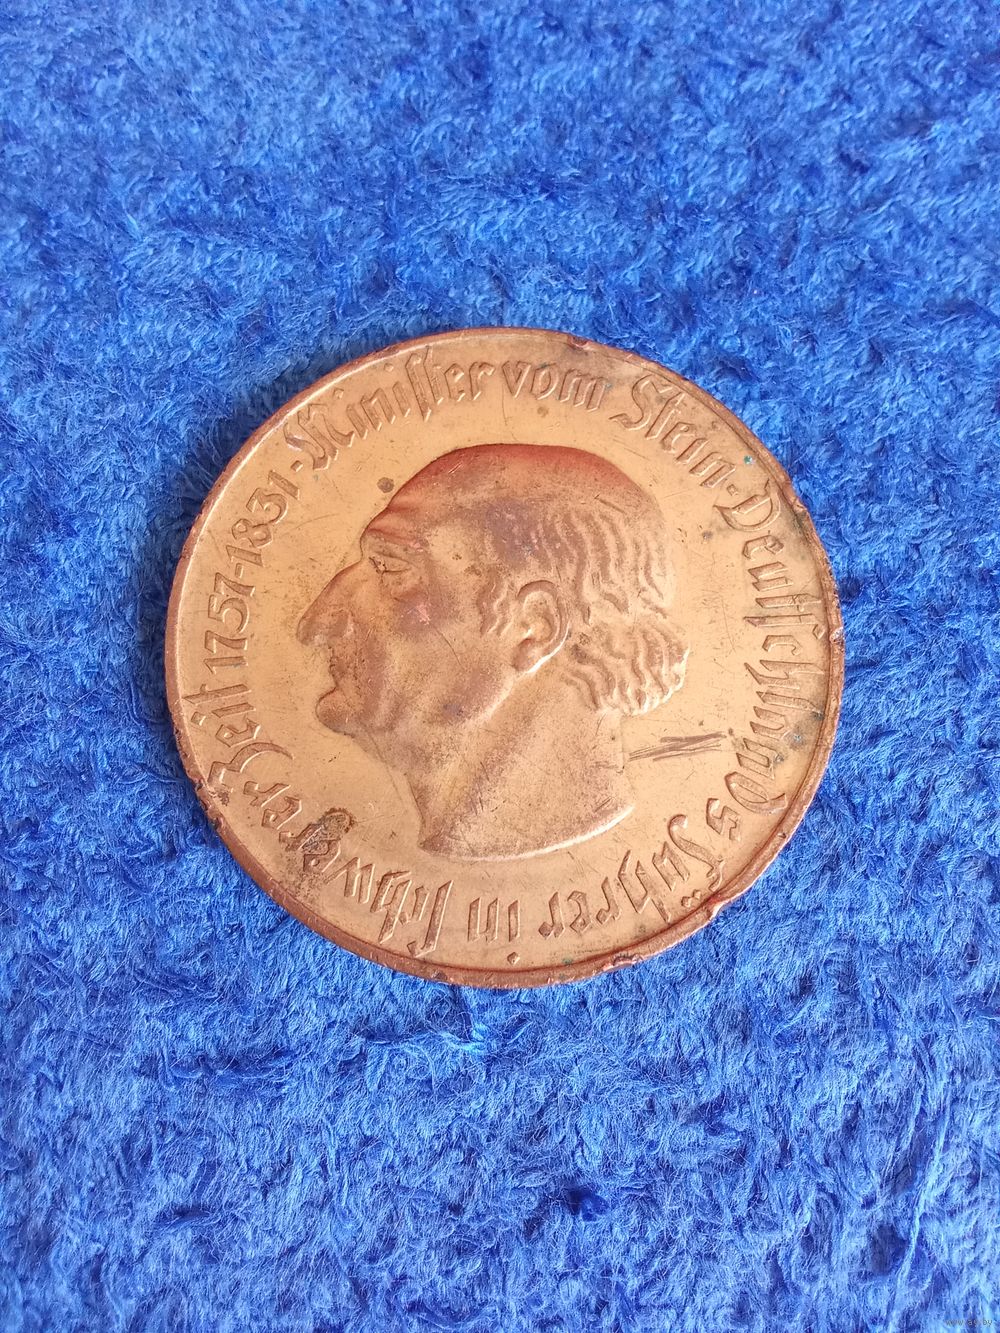 Minister vom Stein · Deutschlands Führer in schwerer Zeit 1757-1831 ·